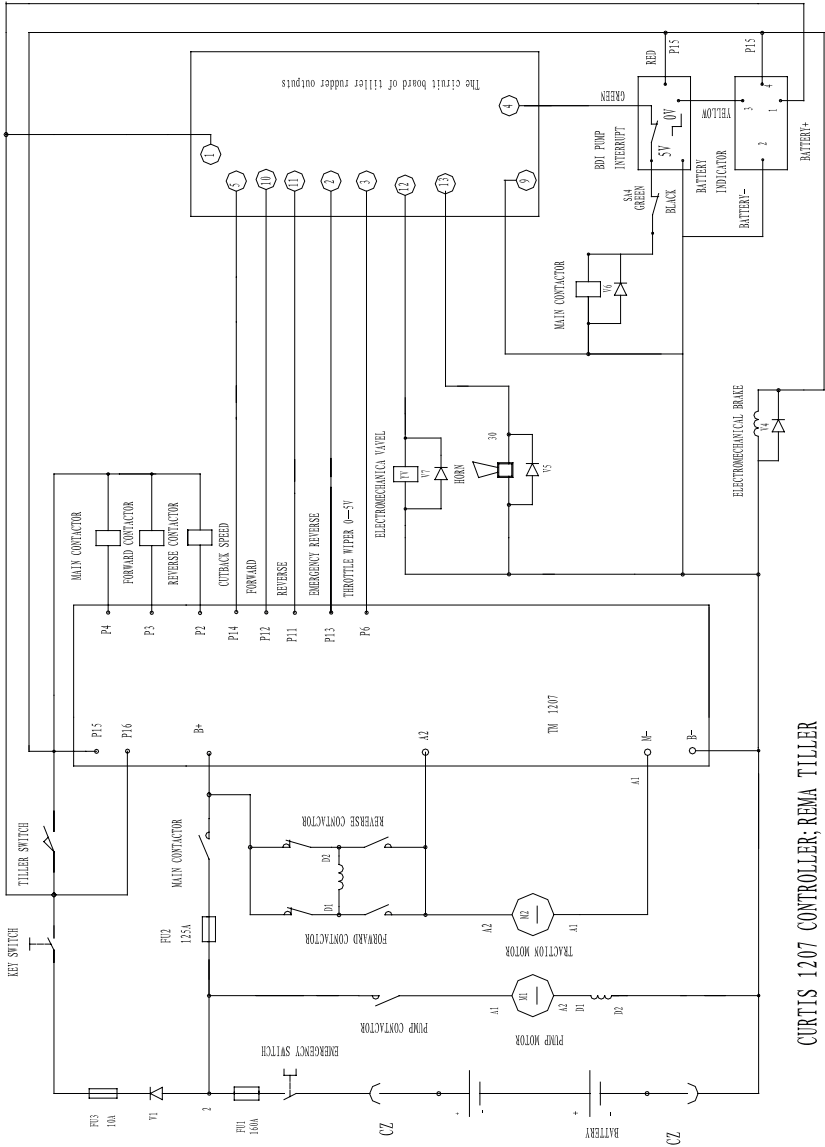 The ciruit board of tiller rudder outputs
1
5
10
11
2
3
12
13
9
4
GREEN
RED
P15
P15
BDI PUMP
INTERRUPT
5V
0V
YELLOW
3
4
1
2
BATTERY
INDICATOR
BATTERY+
BATTERY-
SA4
GREEN
BLACK
MAIN CONTACTOR
V6
ELECTROMECHANICAL BRAKE
V4
ELECTROMECHANICA VAVEL
YV
V7
HORN
30
V5
MAIN CONTACTOR
FORWARD CONTACTOR
REVERSE CONTACTOR
CUTBACK SPEED
FORWARD
REVERSE
EMERGENCY REVERSE
THROTTLE WIPER 0—5V
P4
P3
P2
P14
P12
P11
P13
P6
P15
P16
B+
A2
M-
B-
TM 1207
A1
TILLER SWITCH
KEY SWITCH
MAIN CONTACTOR
FU2
125A
REVERSE CONTACTOR
D2
D1
FORWARD CONTACTOR
A2
M2
A1
TRACTION MOTOR
PUMP CONTACTOR
A1
M1
A2
D1
D2
PUMP MOTOR
EMERGENCY SWITCH
FU3
10A
V1
2
FU1
160A
CZ
+
-
+
-
BATTERY
CZ
CURTIS 1207 CONTROLLER;REMA TILLER